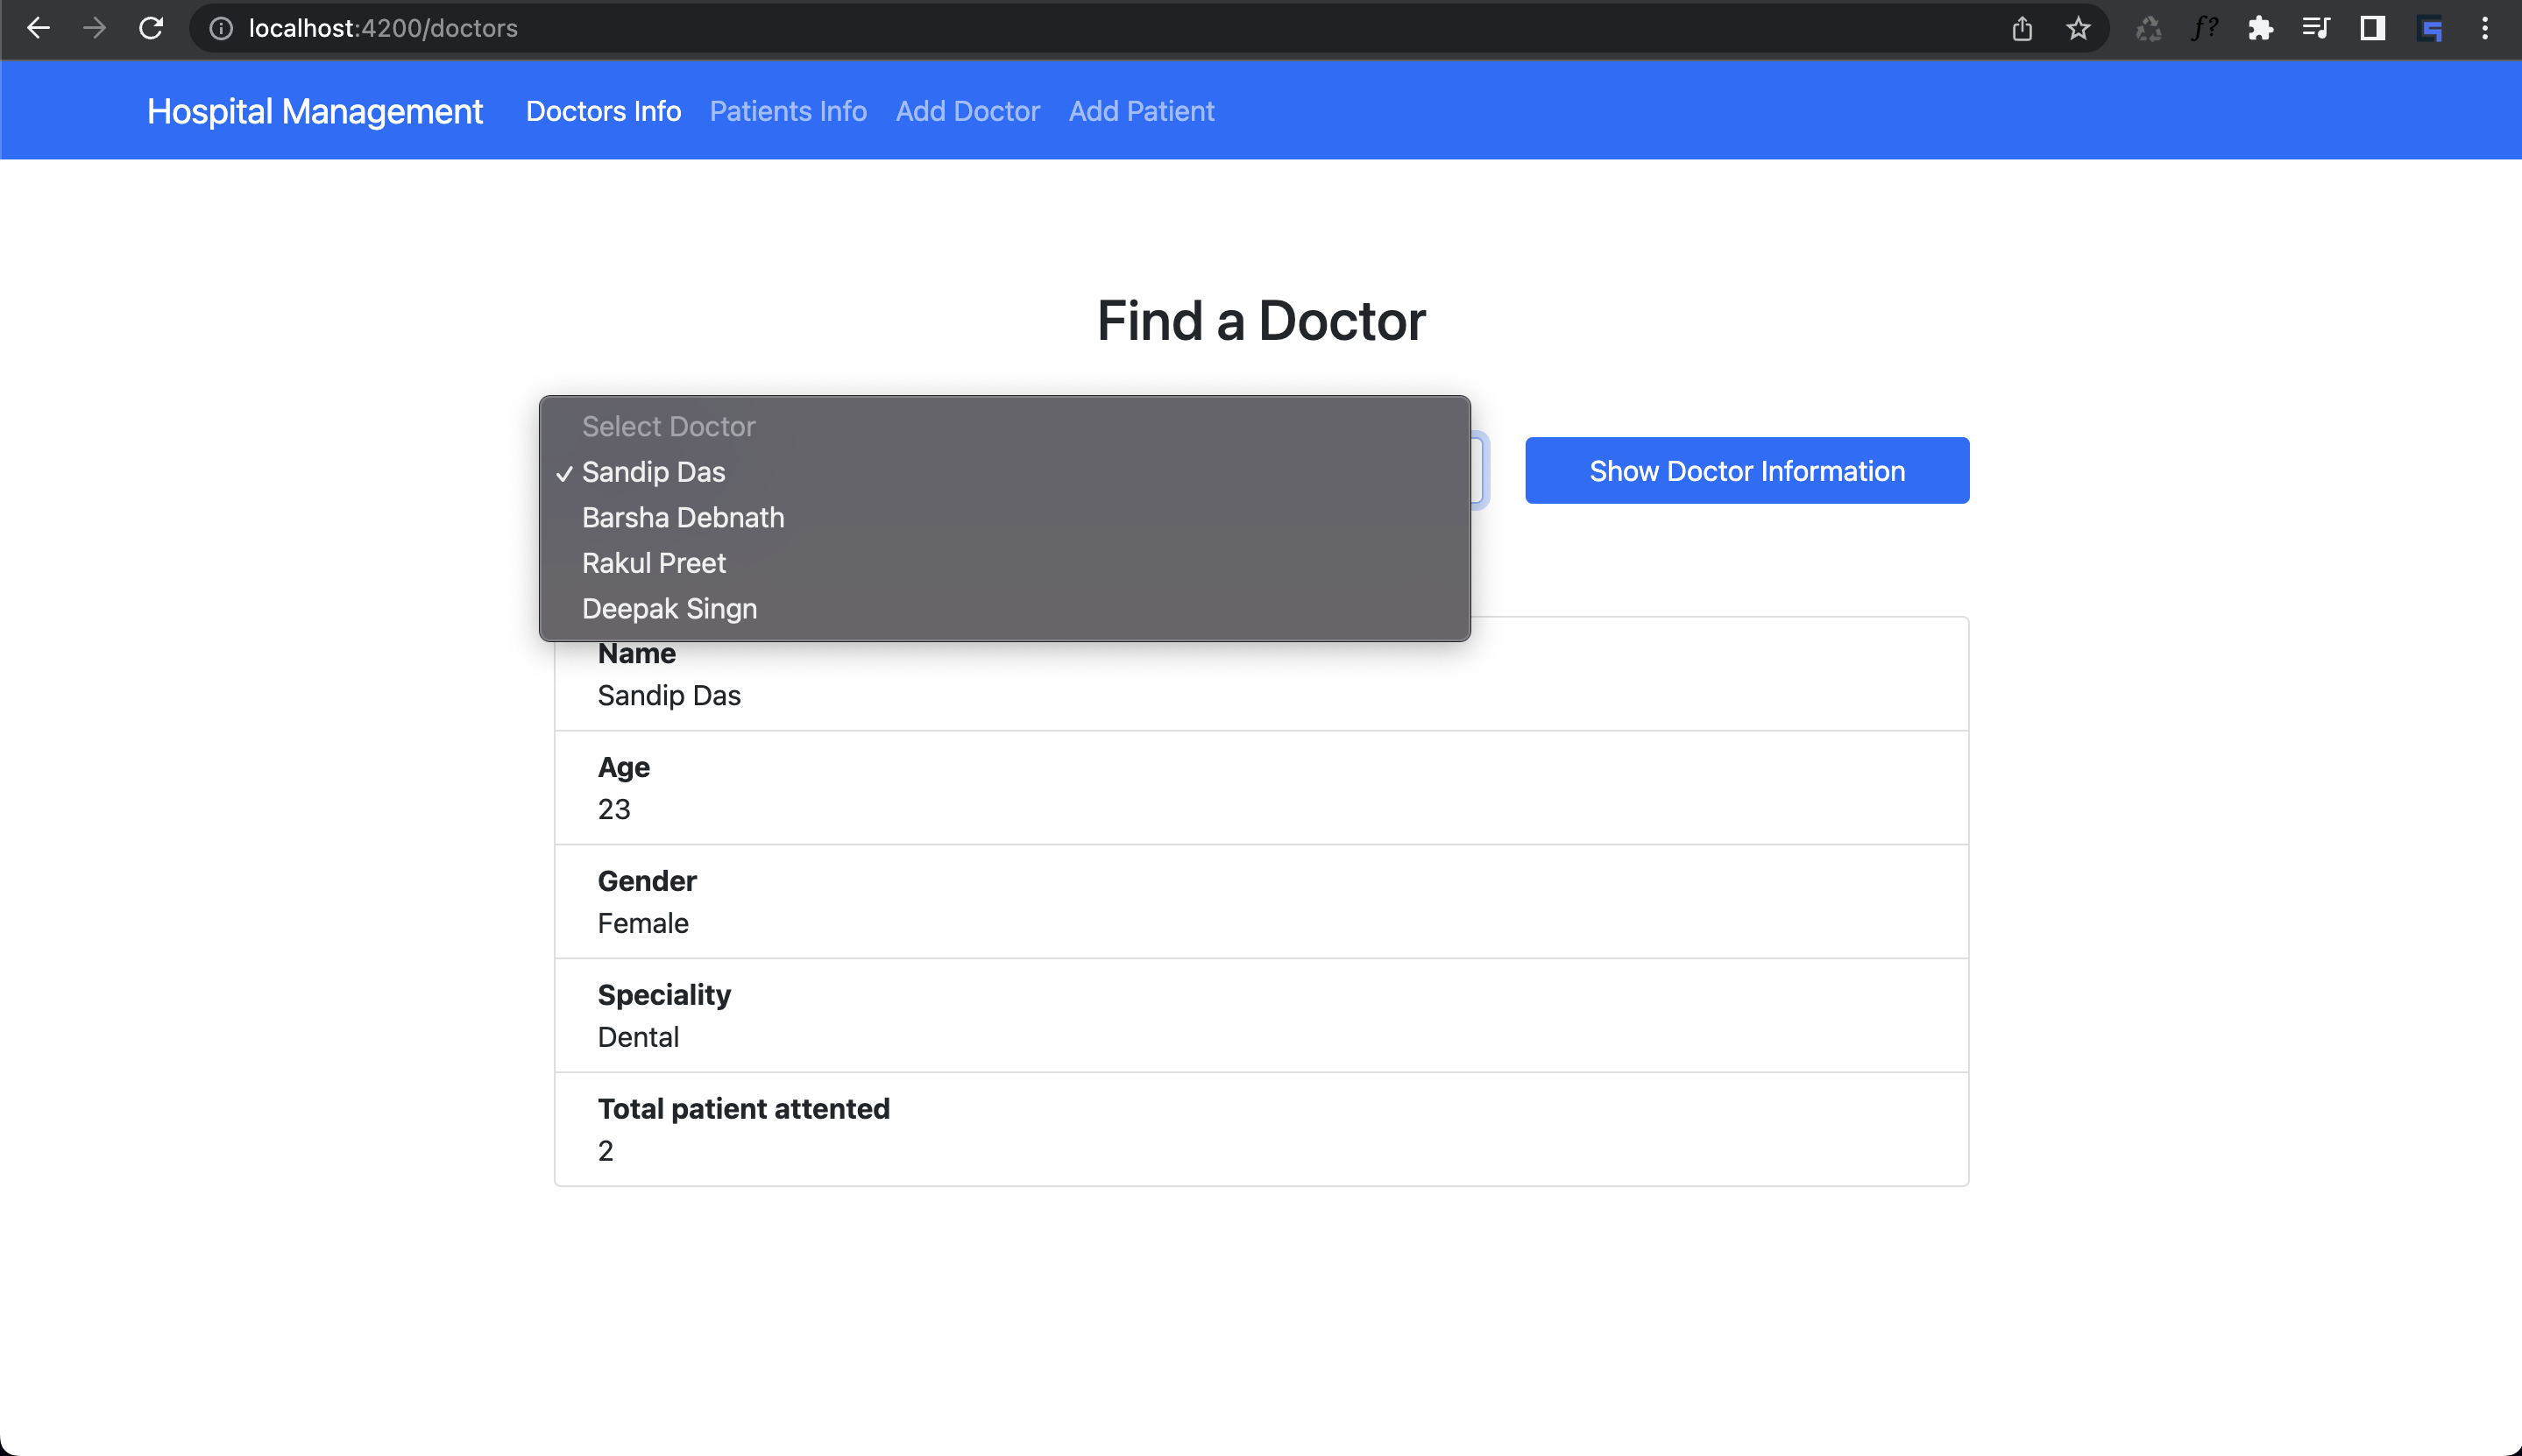 localhost:4200/doctors
f?
Hospital Management Doctors Info Patients Info Add Doctor Add Patient
Find a Doctor
Select Doctor
✓ Sandip Das
Barsha Debnath
Rakul Preet
Deepak Singn
Show Doctor Information
Name
Sandip Das
Age
23
Gender
Female
Speciality
Dental
Total patient attented
2